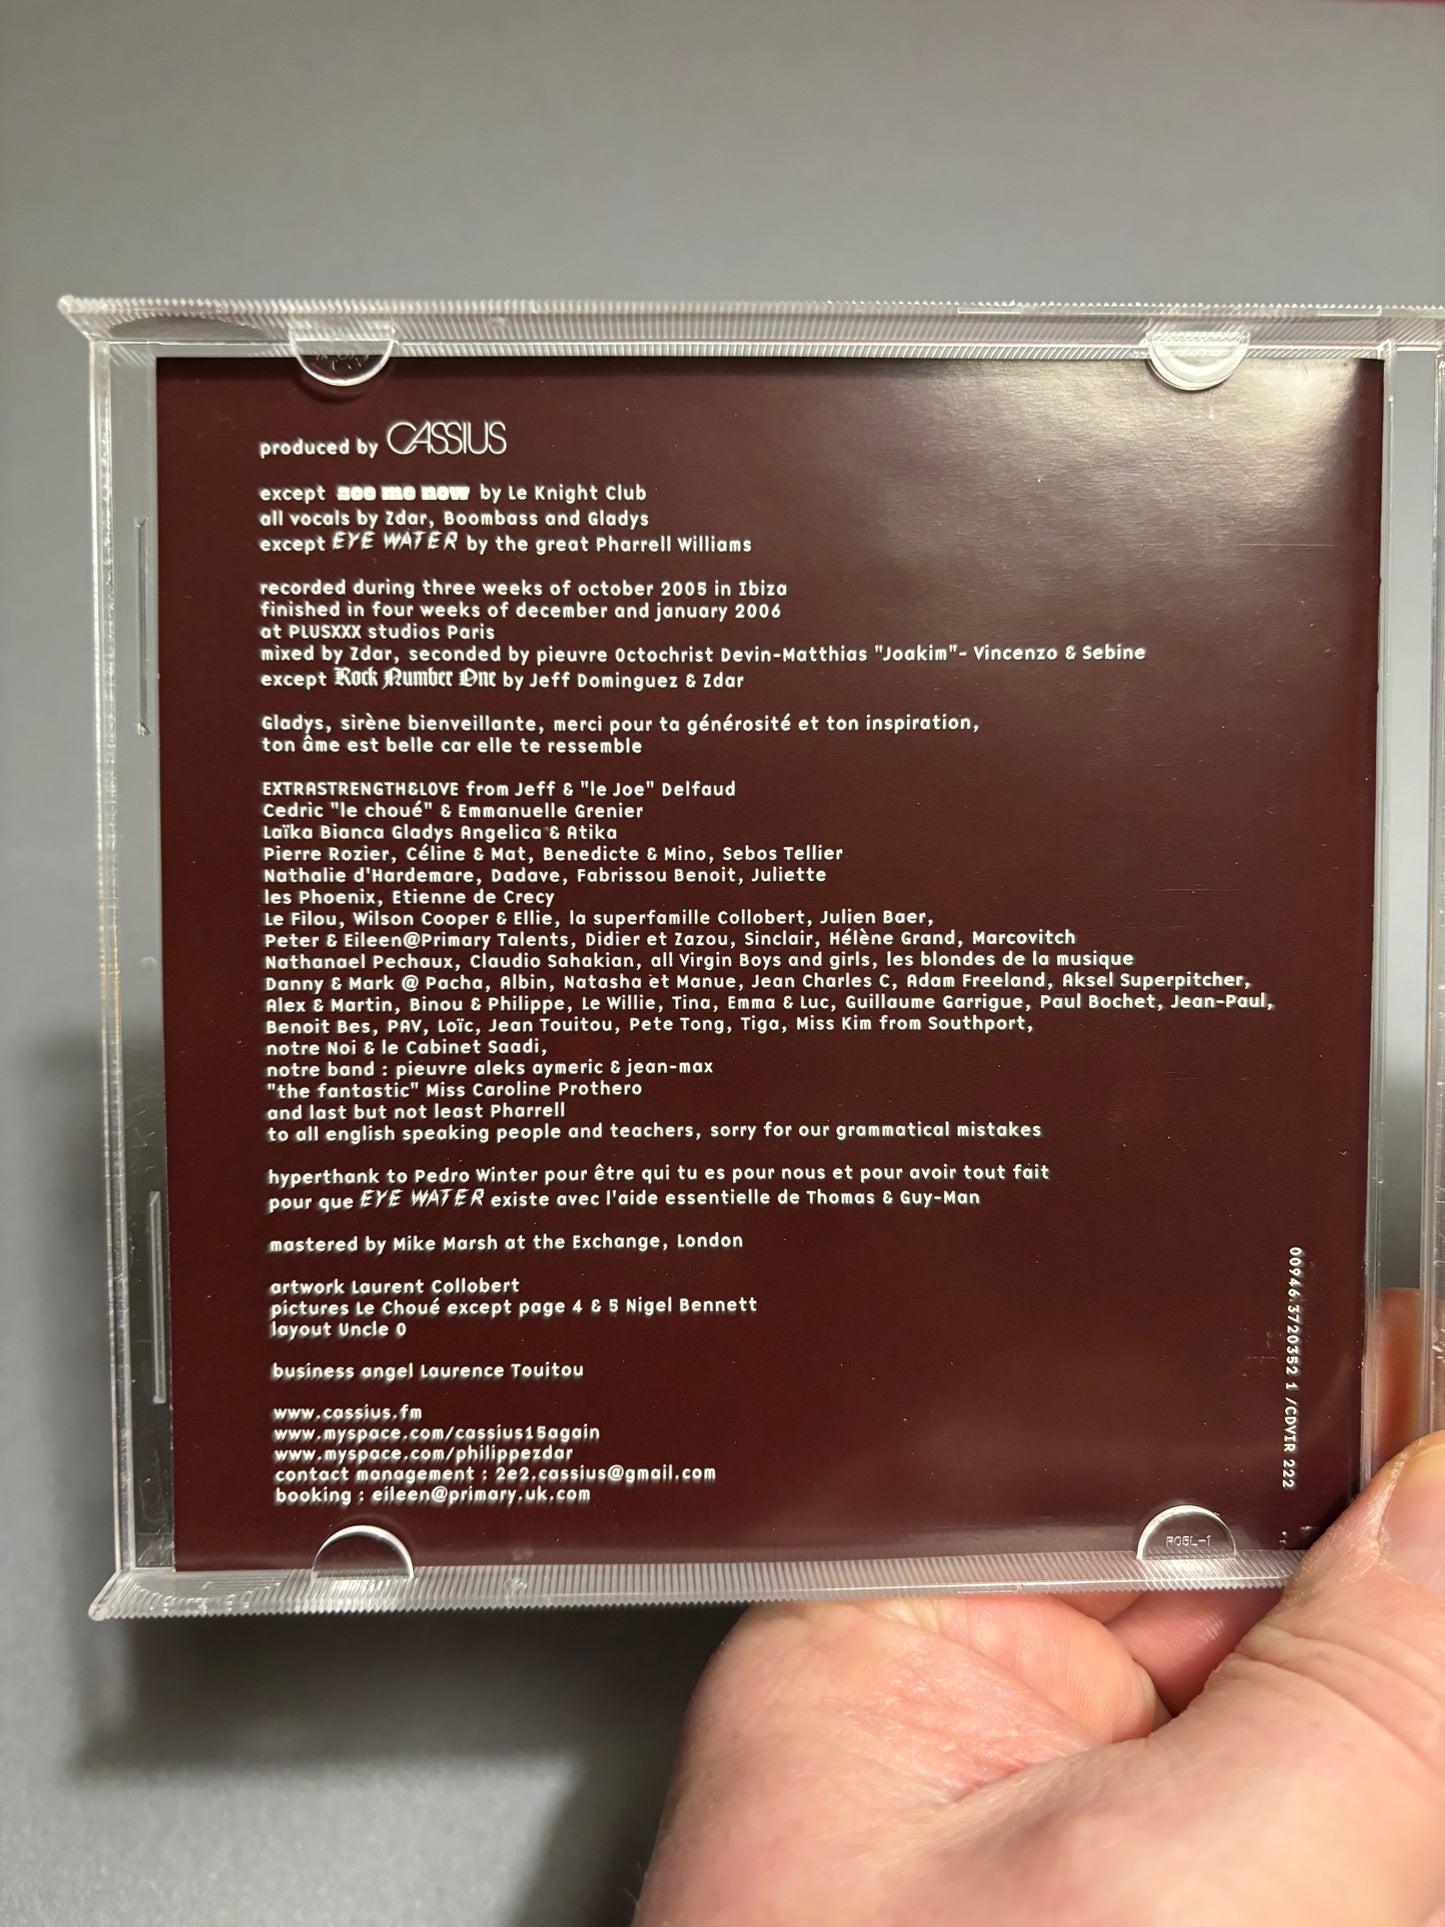 produced by CASSIUS
except see me now by Le Knight Club
all vocals by Zdar, Boombass and Gladys
except EYE WATER by the great Pharrell Williams
recorded during three weeks of october 2005 in Ibiza
finished in four weeks of december and january 2006
at PLUSXXX studios Paris
mixed by Zdar, seconded by pieuvre Octochrist Devin-Matthias "Joakim"- Vincenzo & Sebine
except Rock Number One by Jeff Dominguez & Zdar
Gladys, sirène bienveillante, merci pour ta générosité et ton inspiration,
ton âme est belle car elle te ressemble
EXTRASTRENGTH&LOVE from Jeff & "le Joe" Delfaud
Cedric "le choué" & Emmanuelle Grenier
Laïka Bianca Gladys Angelica & Atika
Pierre Rozier, Céline & Mat, Benedicte & Mino, Sebos Tellier
Nathalie d'Hardemare, Dadave, Fabrissou Benoit, Juliette
les Phoenix, Etienne de Crecy
Le Filou, Wilson Cooper & Ellie, la superfamille Collobert, Julien Baer,
Peter & Eileen@Primary Talents, Didier et Zazou, Sinclair, Hélène Grand, Marcovitch
Nathanael Pechaux, Claudio Sahakian, all Virgin Boys and girls, les blondes de la musique
Danny & Mark @ Pacha, Albin, Natasha et Manue, Jean Charles C, Adam Freeland, Aksel Superpitcher,
Alex & Martin, Binou & Philippe, Le Willie, Tina, Emma & Luc, Guillaume Garrigue, Paul Bochet, Jean-Paul,
Benoit Bes, PAV, Loïc, Jean Touitou, Pete Tong, Tiga, Miss Kim from Southport,
notre Noi & le Cabinet Saadi,
notre band : pieuvre aleks aymeric & jean-max
"the fantastic" Miss Caroline Prothero
and last but not least Pharrell
to all english speaking people and teachers, sorry for our grammatical mistakes
hyperthank to Pedro Winter pour être qui tu es pour nous et pour avoir tout fait
pour que EYE WATER existe avec l'aide essentielle de Thomas & Guy-Man
mastered by Mike Marsh at the Exchange, London
artwork Laurent Collobert
pictures Le Choué except page 4 & 5 Nigel Bennett
layout Uncle O
business angel Laurence Touitou
www.cassius.fm
www.myspace.com/cassius15again
www.myspace.com/philippezdar
contact management : 2e2.cassius@gmail.com
booking : eileen@primary.uk.com
00946 3720352 1 /CDVIR 222